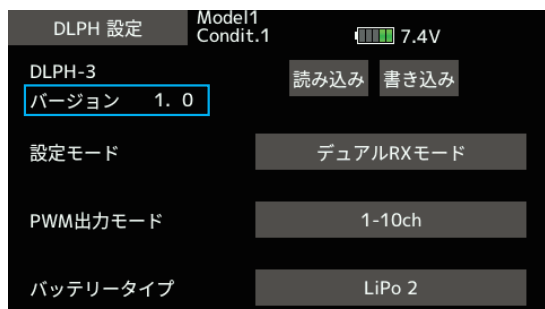 DLPH 設定
Model1
Condit.1
7.4V
DLPH-3
読み込み 書き込み
バージョン 1. 0
設定モード デュアルRXモード
PWM出力モード 1-10ch
バッテリータイプ LiPo 2